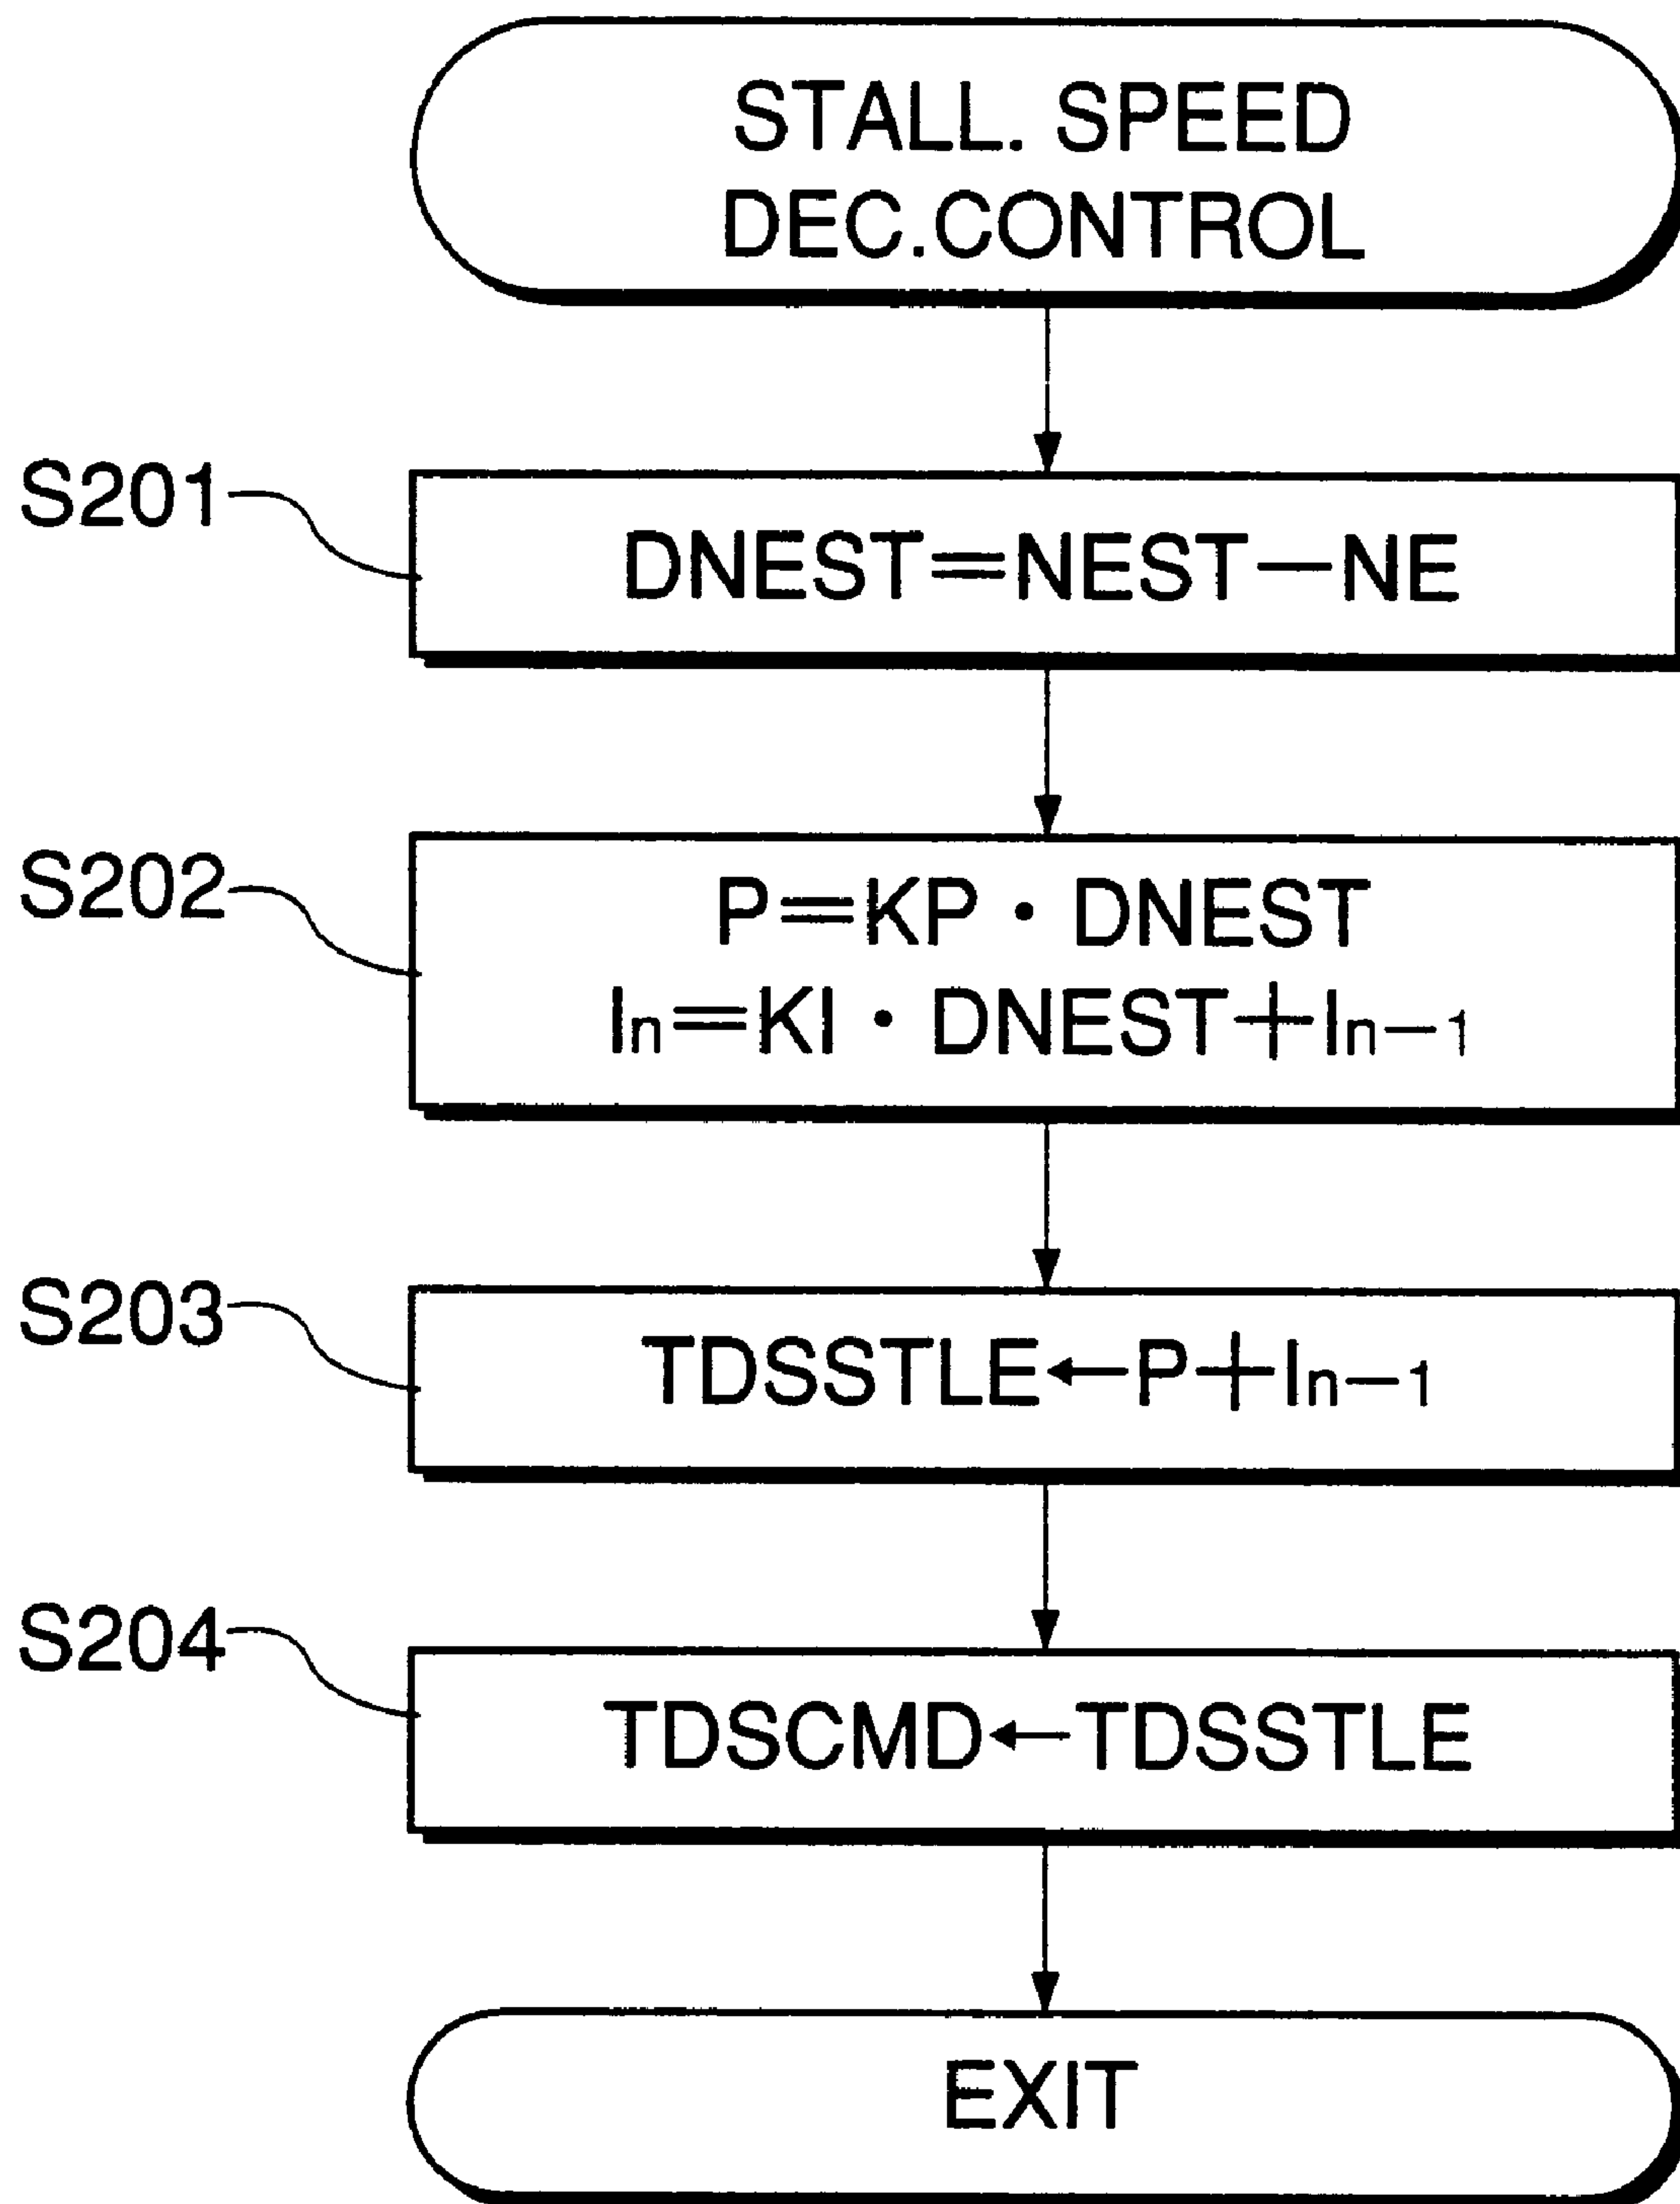 STALL. SPEED
DEC.CONTROL
S201
DNEST=NEST-NE
S202
P=KP・DNEST
In=KI・DNEST+In-1
S203
TDSSTLE←P+In-1
S204
TDSCMD←TDSSTLE
EXIT